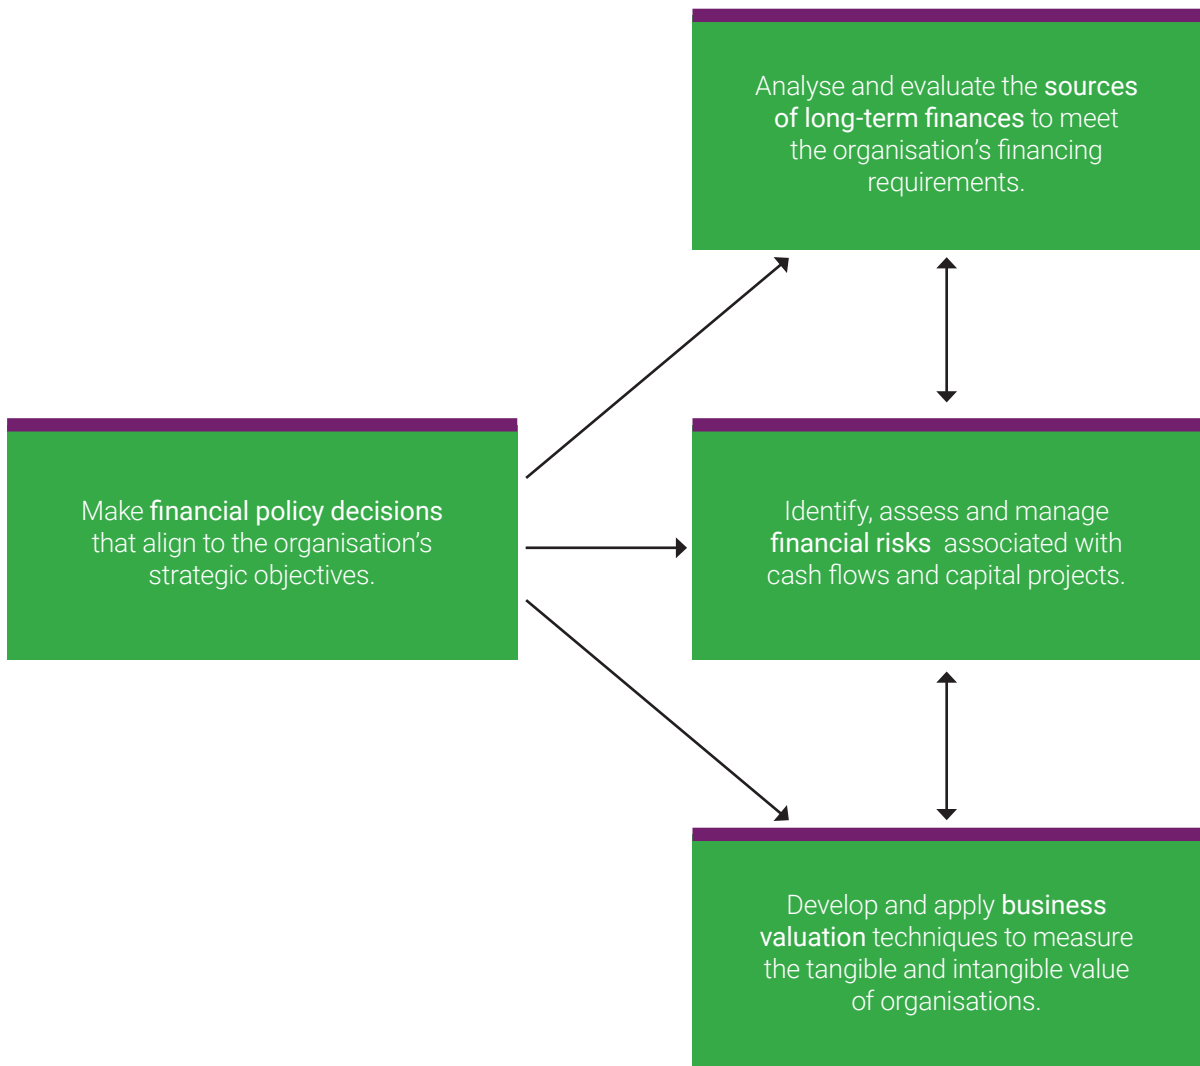 Analyse and evaluate the sources
of long-term finances to meet
the organisation’s financing
requirements.
Make financial policy decisions
that align to the organisation’s
strategic objectives.
Identify, assess and manage
financial risks  associated with
cash flows and capital projects.
Develop and apply business
valuation techniques to measure
the tangible and intangible value
of organisations.